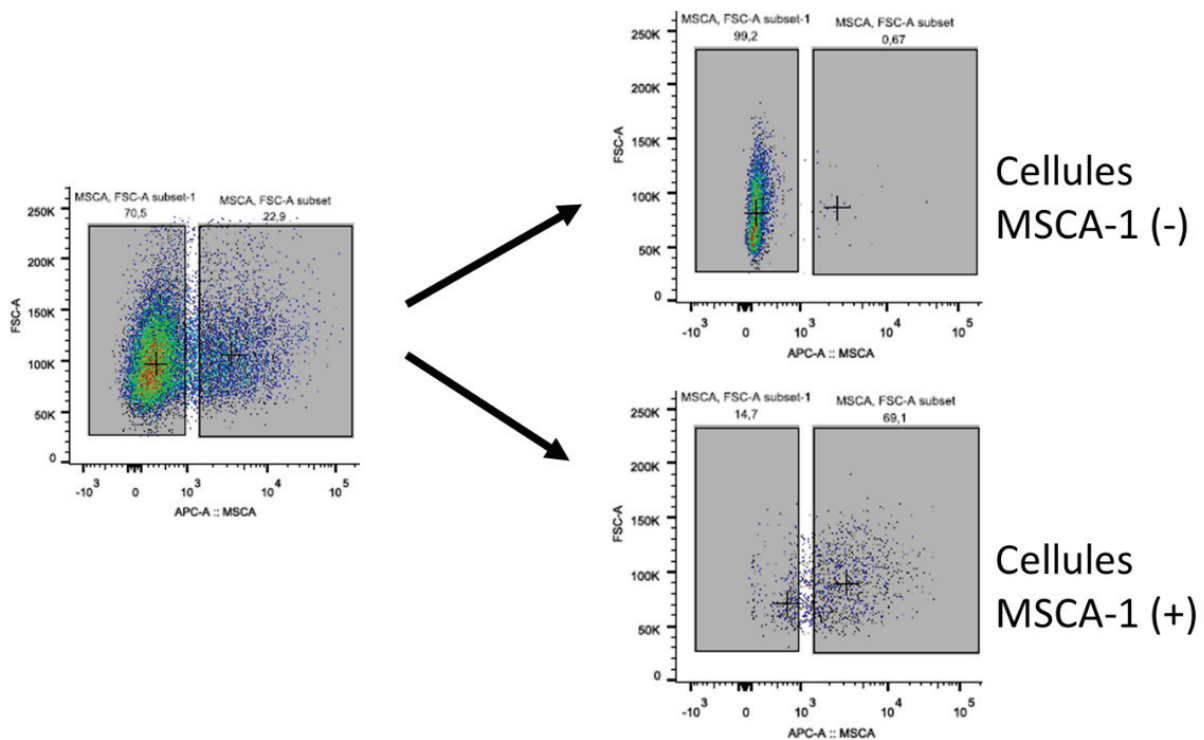 MSCA, FSC-A subset-1
70,5
MSCA, FSC-A subset
22,9
250K
200K
150K
100K
50K
0
FSC-A
-10³ 0 10³ 10⁴ 10⁵
APC-A :: MSCA
MSCA, FSC-A subset-1
99,2
MSCA, FSC-A subset
0,67
250K
200K
150K
100K
50K
0
FSC-A
-10³ 0 10³ 10⁴ 10⁵
APC-A :: MSCA
Cellules
MSCA-1 (-)
MSCA, FSC-A subset-1
14,7
MSCA, FSC-A subset
69,1
250K
200K
150K
100K
50K
0
FSC-A
-10³ 0 10³ 10⁴ 10⁵
APC-A :: MSCA
Cellules
MSCA-1 (+)